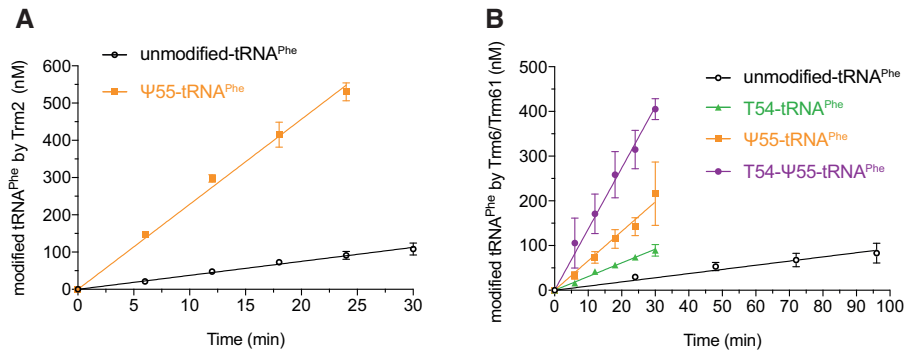 A
modified tRNAPhe by Trm2 (nM)
600
500
400
300
200
100
0
0
5
10
15
20
25
30
Time (min)
unmodified-tRNAPhe
Ψ55-tRNAPhe
B
modified tRNAPhe by Trm6/Trm61 (nM)
500
400
300
200
100
0
0
10
20
30
40
50
60
70
80
90
100
Time (min)
unmodified-tRNAPhe
T54-tRNAPhe
Ψ55-tRNAPhe
T54-Ψ55-tRNAPhe